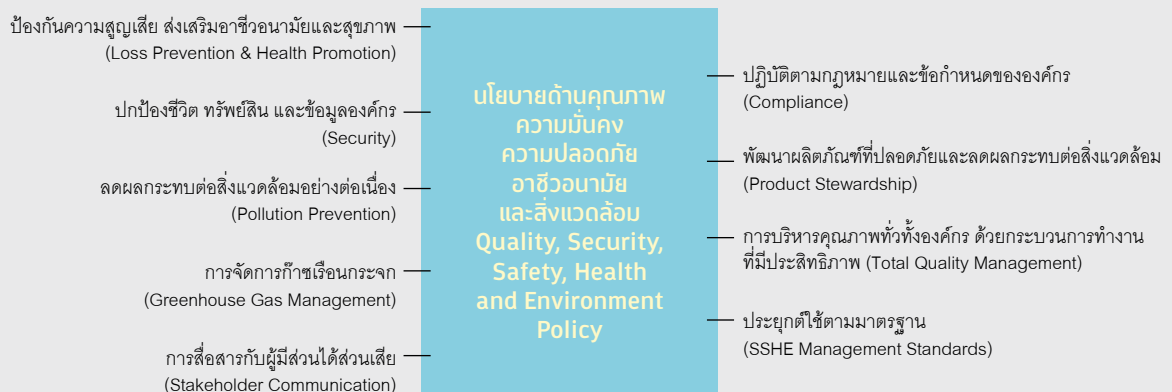 ป้องกันความสูญเสีย ส่งเสริมอาชีวอนามัยและสุขภาพ
(Loss Prevention & Health Promotion)
ปกป้องชีวิต ทรัพย์สิน และข้อมูลองค์กร
(Security)
ลดผลกระทบต่อสิ่งแวดล้อมอย่างต่อเนื่อง
(Pollution Prevention)
การจัดการก๊าซเรือนกระจก
(Greenhouse Gas Management)
การสื่อสารกับผู้มีส่วนได้ส่วนเสีย
(Stakeholder Communication)
นโยบายด้านคุณภาพ
ความมั่นคง
ความปลอดภัย
อาชีวอนามัย
และสิ่งแวดล้อม
Quality, Security,
Safety, Health
and Environment
Policy
ปฏิบัติตามกฎหมายและข้อกำหนดขององค์กร
(Compliance)
พัฒนาผลิตภัณฑ์ที่ปลอดภัยและลดผลกระทบต่อสิ่งแวดล้อม
(Product Stewardship)
การบริหารคุณภาพทั่วทั้งองค์กร ด้วยกระบวนการทำงาน
ที่มีประสิทธิภาพ (Total Quality Management)
ประยุกต์ใช้ตามมาตรฐาน
(SSHE Management Standards)